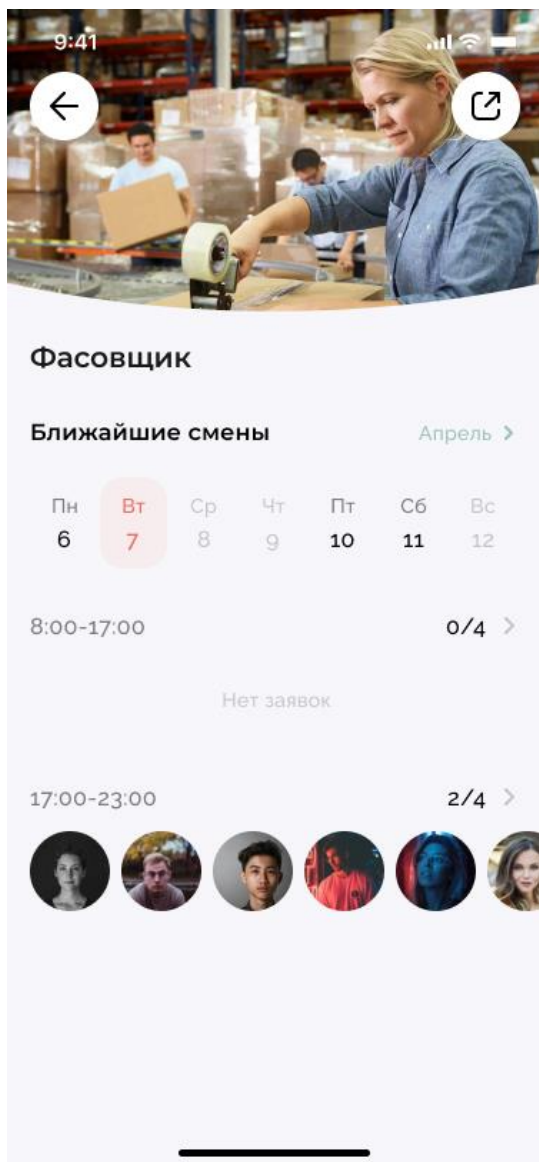 9:41
Фасовщик
Ближайшие смены Апрель
Пн Вт Ср Чт Пт Сб Вс
6 7 8 9 10 11 12
8:00-17:00 0/4
Нет заявок
17:00-23:00 2/4